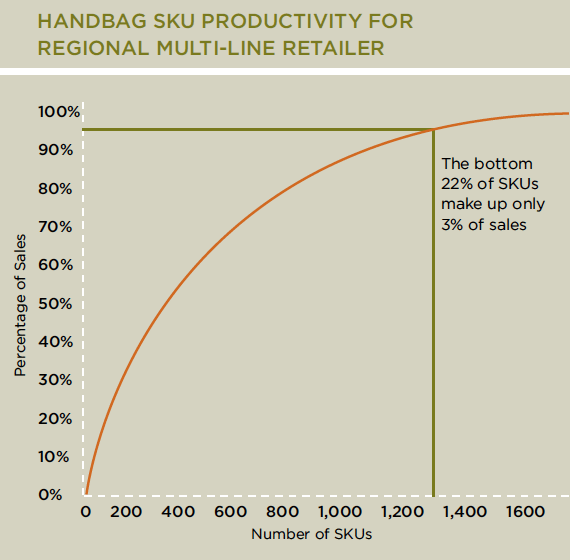 HANDBAG SKU PRODUCTIVITY FOR
REGIONAL MULTI-LINE RETAILER
100%
90%
80%
70%
60%
50%
40%
30%
20%
10%
0%
Percentage of Sales
The bottom
22% of SKUs
make up only
3% of sales
0 200 400 600 800 1,000 1,200 1,400 1600
Number of SKUs